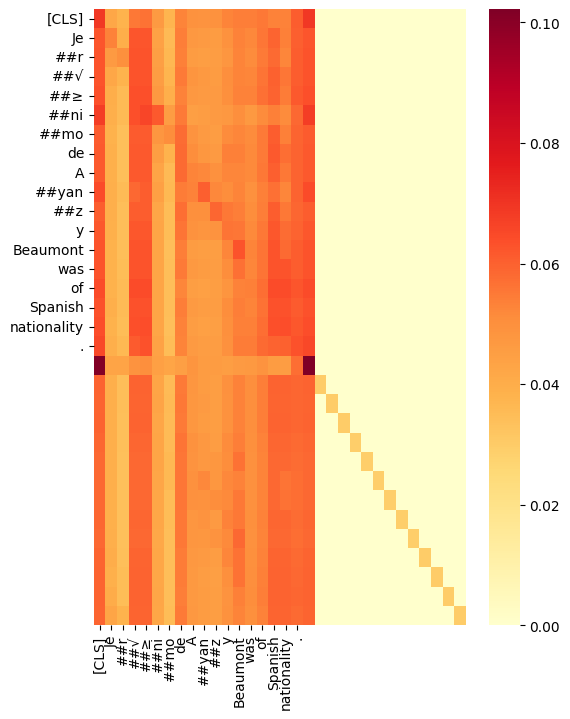 [CLS]
Je
##r
##√
##≥
##ni
##mo
de
A
##yan
##z
y
Beaumont
was
of
Spanish
nationality
.
0.10
0.08
0.06
0.04
0.02
0.00
[CLS]
Je
##r
##√
##≥
##ni
##mo
de
A
##yan
##z
y
Beaumont
was
of
Spanish
nationality
.